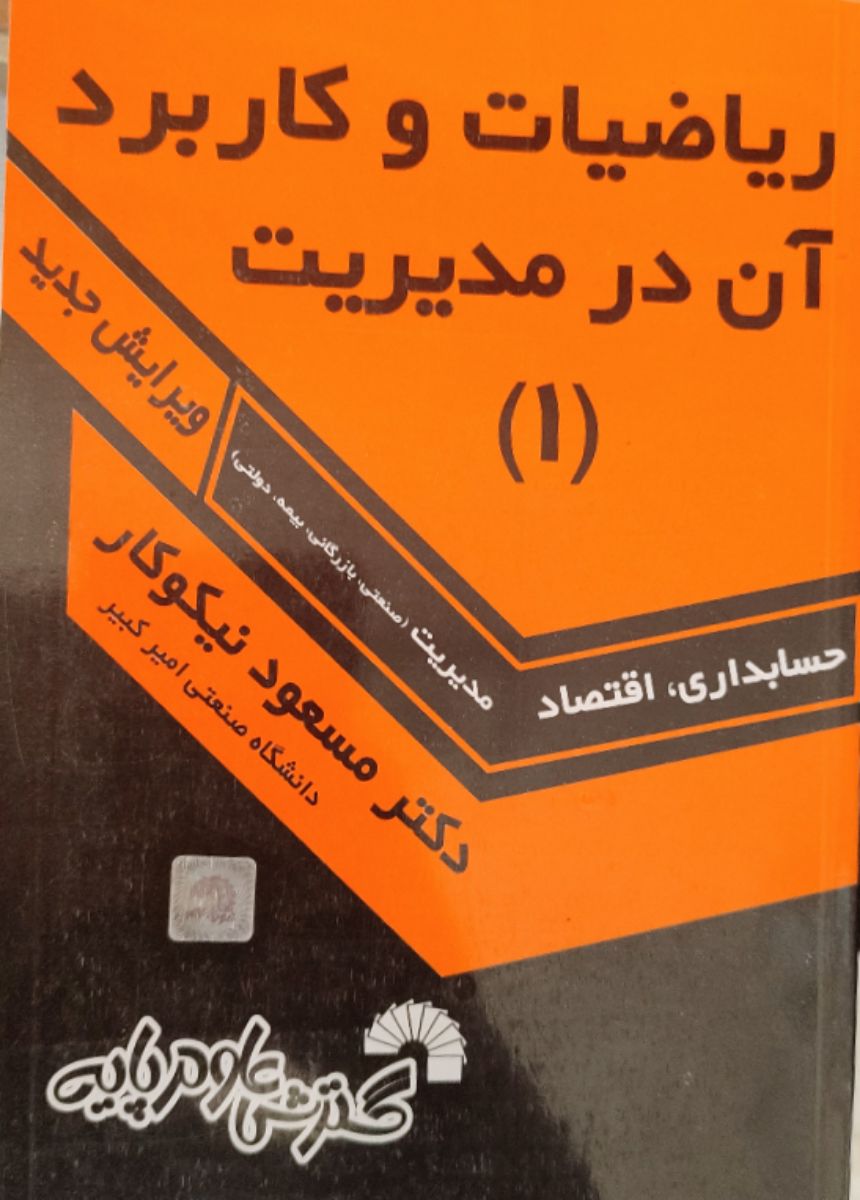 ریاضیات و کاربرد
آن در مدیریت
(۱)
ویرایش جدید
حسابداری، اقتصاد
مدیریت (صنعتی، بازرگانی، بیمه، دولتی)
دکتر مسعود نیکوکار
دانشگاه صنعتی امیر کبیر
گسترش علوم پایه